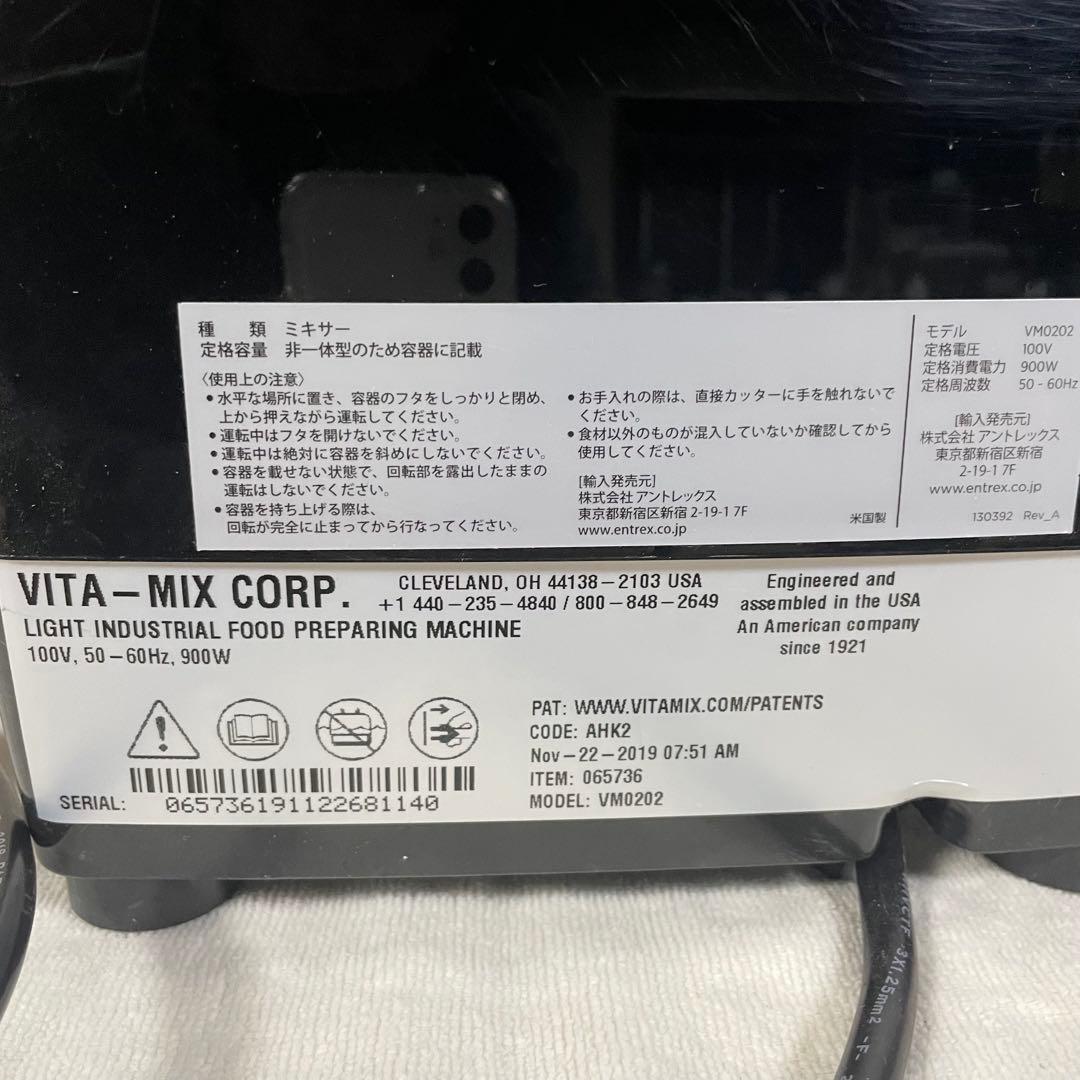 種　類　ミキサー
定格容量　非一体型のため容器に記載
〈使用上の注意〉
•水平な場所に置き、容器のフタをしっかりと閉め、
上から押えながら運転してください。
•運転中はフタを開けないでください。
•運転中は絶対に容器を斜めにしないでください。
•容器を載せない状態で、回転部を露出したままの
運転はしないでください。
•容器を持ち上げる際は、
回転が完全に止まってから行なってください。
•お手入れの際は、直接カッターに手を触れないで
ください。
•食材以外のものが混入していないか確認してから
使用してください。
[輸入発売元]
株式会社 アントレックス
東京都新宿区新宿 2-19-1 7F
www.entrex.co.jp
米国製
モデル VM0202
定格電圧 100V
定格消費電力 900W
定格周波数 50 - 60Hz
[輸入発売元]
株式会社 アントレックス
東京都新宿区新宿
2-19-1 7F
www.entrex.co.jp
130392 Rev_A
VITA–MIX CORP.
CLEVELAND, OH 44138–2103 USA
+1 440–235–4840 / 800–848–2649
Engineered and
assembled in the USA
An American company
since 1921
LIGHT INDUSTRIAL FOOD PREPARING MACHINE
100V, 50–60Hz, 900W
PAT: WWW.VITAMIX.COM/PATENTS
CODE: AHK2
Nov–22–2019 07:51 AM
ITEM: 065736
MODEL: VM0202
SERIAL: 065736191122681140
3X1.25mm2 -F-